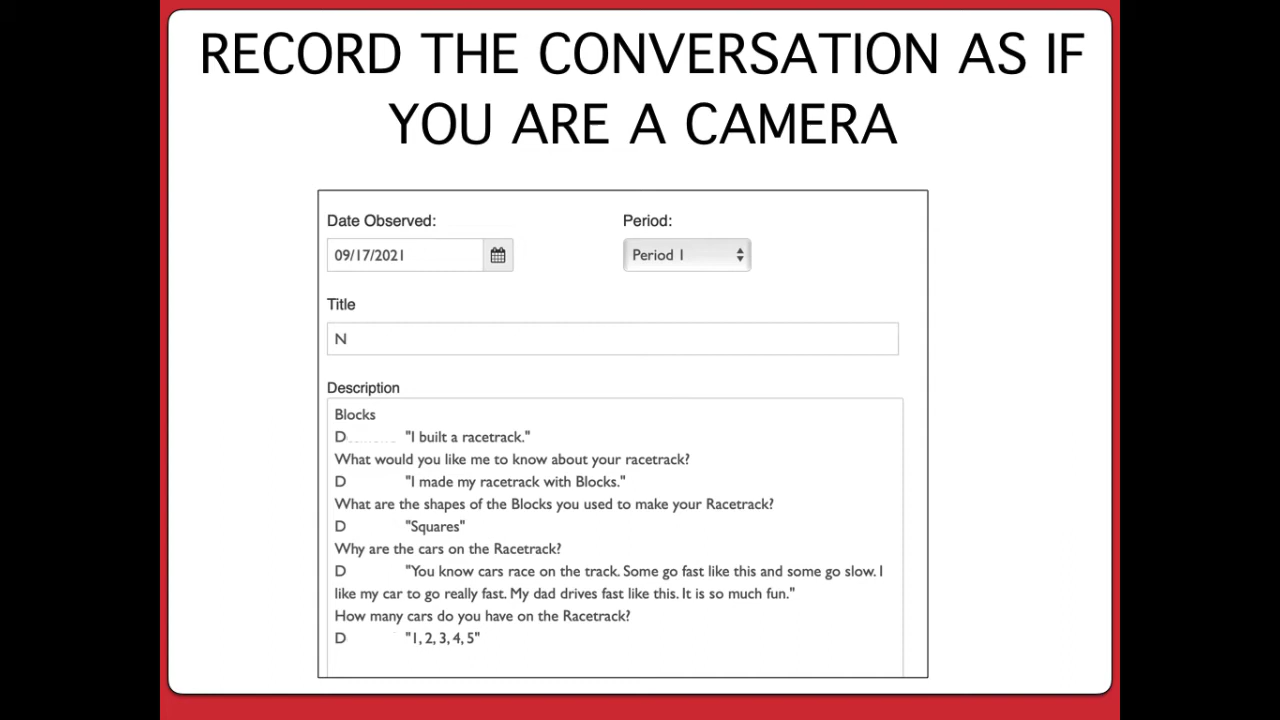 RECORD THE CONVERSATION AS IF
YOU ARE A CAMERA
Date Observed: Period:
09/17/2021 Period 1
Title
N
Description
Blocks
D "I built a racetrack."
What would you like me to know about your racetrack?
D "I made my racetrack with Blocks."
What are the shapes of the Blocks you used to make your Racetrack?
D "Squares"
Why are the cars on the Racetrack?
D "You know cars race on the track. Some go fast like this and some go slow. I
like my car to go really fast. My dad drives fast like this. It is so much fun."
How many cars do you have on the Racetrack?
D "1, 2, 3, 4, 5"